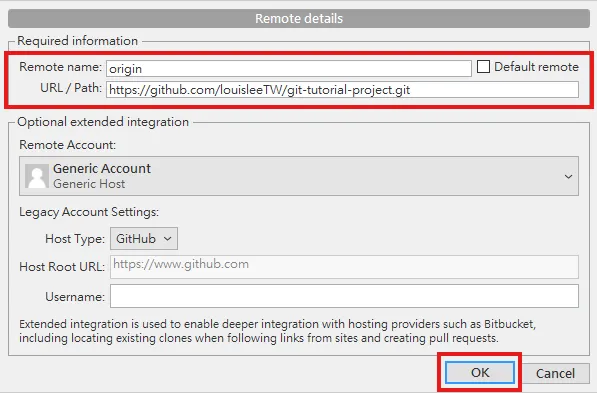 Remote details
Required information
Remote name: origin Default remote
URL / Path: https://github.com/louisleeTW/git-tutorial-project.git
Optional extended integration
Remote Account:
Generic Account
Generic Host
Legacy Account Settings:
Host Type: GitHub
Host Root URL: https://www.github.com
Username:
Extended integration is used to enable deeper integration with hosting providers such as Bitbucket,
including locating existing clones when following links from sites and creating pull requests.
OK Cancel